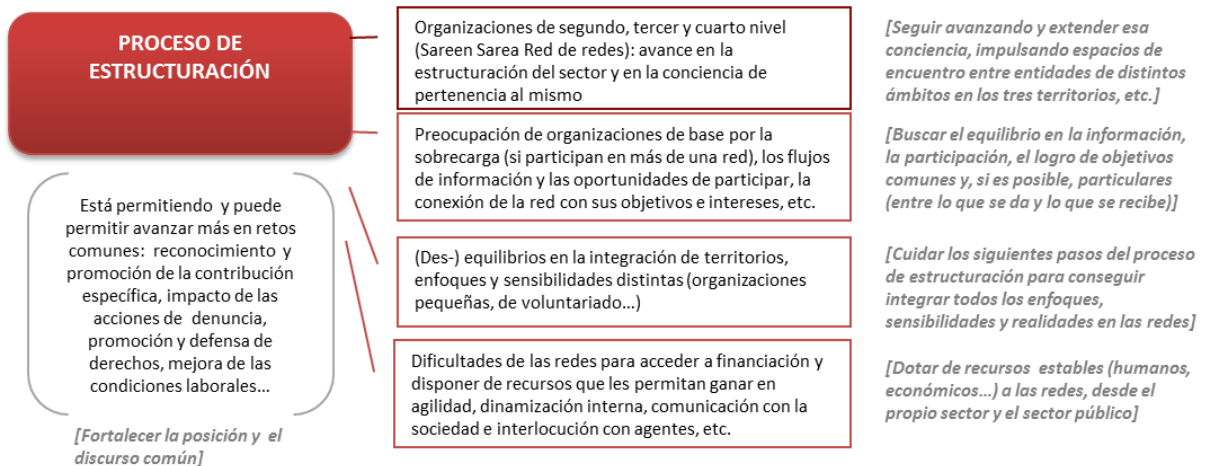 PROCESO DE
ESTRUCTURACIÓN
Está permitiendo y puede
permitir avanzar más en retos
comunes: reconocimiento y
promoción de la contribución
específica, impacto de las
acciones de denuncia,
promoción y defensa de
derechos, mejora de las
condiciones laborales...
[Fortalecer la posición y el
discurso común]
Organizaciones de segundo, tercer y cuarto nivel
(Sareen Sarea Red de redes): avance en la
estructuración del sector y en la conciencia de
pertenencia al mismo
[Seguir avanzando y extender esa
conciencia, impulsando espacios de
encuentro entre entidades de distintos
ámbitos en los tres territorios, etc.]
Preocupación de organizaciones de base por la
sobrecarga (si participan en más de una red), los flujos
de información y las oportunidades de participar, la
conexión de la red con sus objetivos e intereses, etc.
[Buscar el equilibrio en la información,
la participación, el logro de objetivos
comunes y, si es posible, particulares
(entre lo que se da y lo que se recibe)]
(Des-) equilibrios en la integración de territorios,
enfoques y sensibilidades distintas (organizaciones
pequeñas, de voluntariado...)
[Cuidar los siguientes pasos del proceso
de estructuración para conseguir
integrar todos los enfoques,
sensibilidades y realidades en las redes]
Dificultades de las redes para acceder a financiación y
disponer de recursos que les permitan ganar en
agilidad, dinamización interna, comunicación con la
sociedad e interlocución con agentes, etc.
[Dotar de recursos estables (humanos,
económicos...) a las redes, desde el
propio sector y el sector público]